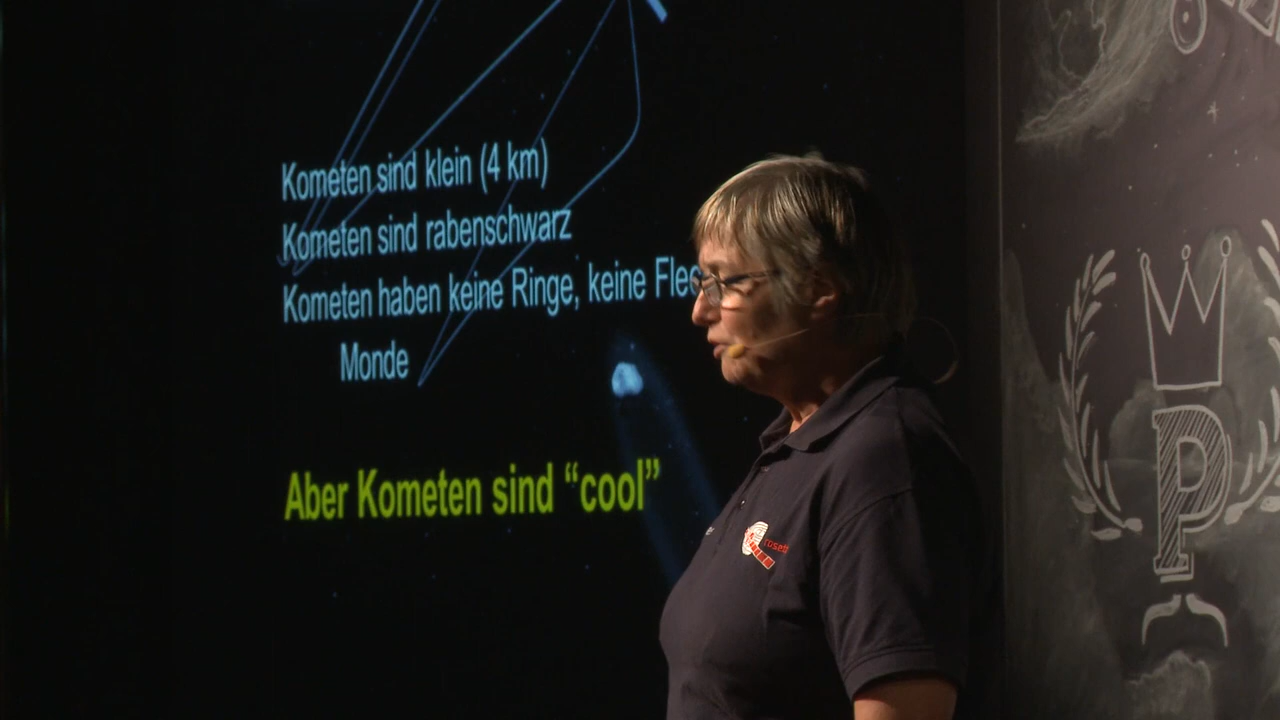 Kometen sind klein (4 km)
Kometen sind rabenschwarz
Kometen haben keine Ringe, keine
Monde
Aber Kometen sind “cool”
P